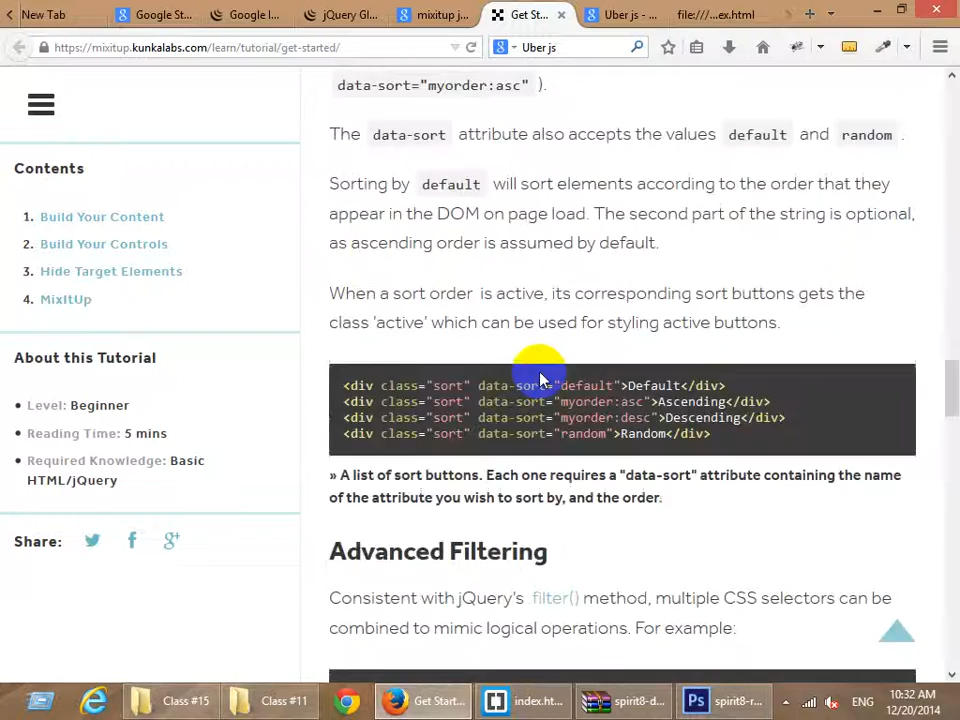 New Tab
Google St...
Google l...
jQuery Gl...
mixitup j...
Get St...
Uber js - ...
file:///...ex.html
https://mixitup.kunkalabs.com/learn/tutorial/get-started/
Uber js
data-sort="myorder:asc" ).
The data-sort attribute also accepts the values default and random .
Sorting by default will sort elements according to the order that they
appear in the DOM on page load. The second part of the string is optional,
as ascending order is assumed by default.
When a sort order is active, its corresponding sort buttons gets the
class 'active' which can be used for styling active buttons.
<div class="sort" data-sort="default">Default</div>
<div class="sort" data-sort="myorder:asc">Ascending</div>
<div class="sort" data-sort="myorder:desc">Descending</div>
<div class="sort" data-sort="random">Random</div>
» A list of sort buttons. Each one requires a "data-sort" attribute containing the name
of the attribute you wish to sort by, and the order.
Advanced Filtering
Consistent with jQuery's filter() method, multiple CSS selectors can be
combined to mimic logical operations. For example:
Contents
1. Build Your Content
2. Build Your Controls
3. Hide Target Elements
4. MixItUp
About this Tutorial
• Level: Beginner
• Reading Time: 5 mins
• Required Knowledge: Basic
HTML/jQuery
Share:
Class #15
Class #11
Get Start...
index.ht...
spirit8-d...
Ps
spirit8-r...
ENG
10:32 AM
12/20/2014